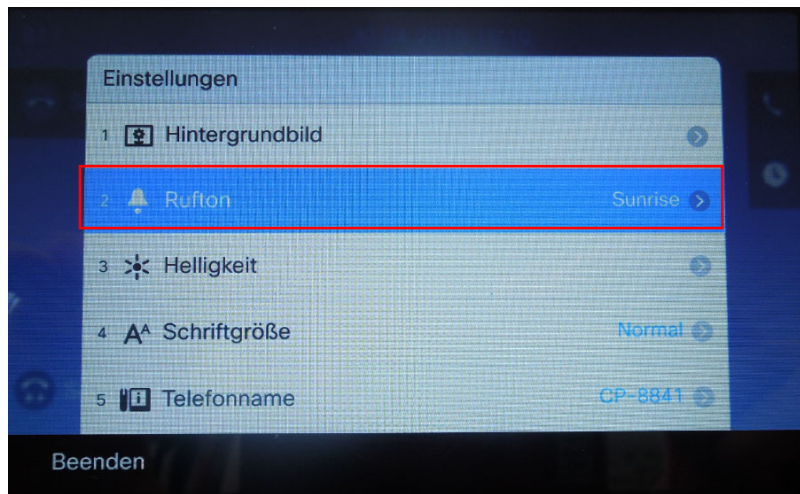 Einstellungen
1 Hintergrundbild
2 Rufton Sunrise
3 Helligkeit
4 AA Schriftgröße Normal
5 Telefonname CP-8841
Beenden